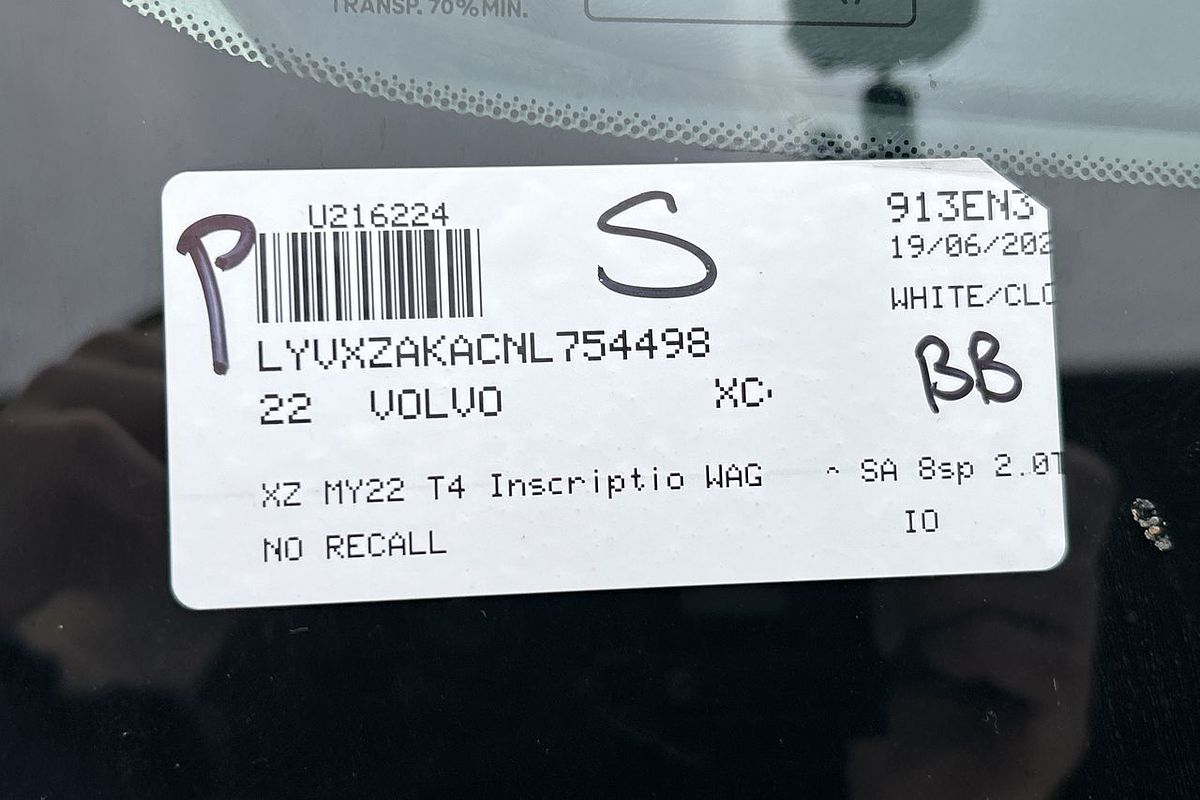 TRANSP. 70% MIN.
P
U216224
S
913EN3
19/06/202
WHITE/CLO
LYVXZAKACNL754498
22 VOLVO XC
BB
XZ MY22 T4 Inscriptio WAG ^ SA 8sp 2.0T
NO RECALL IO